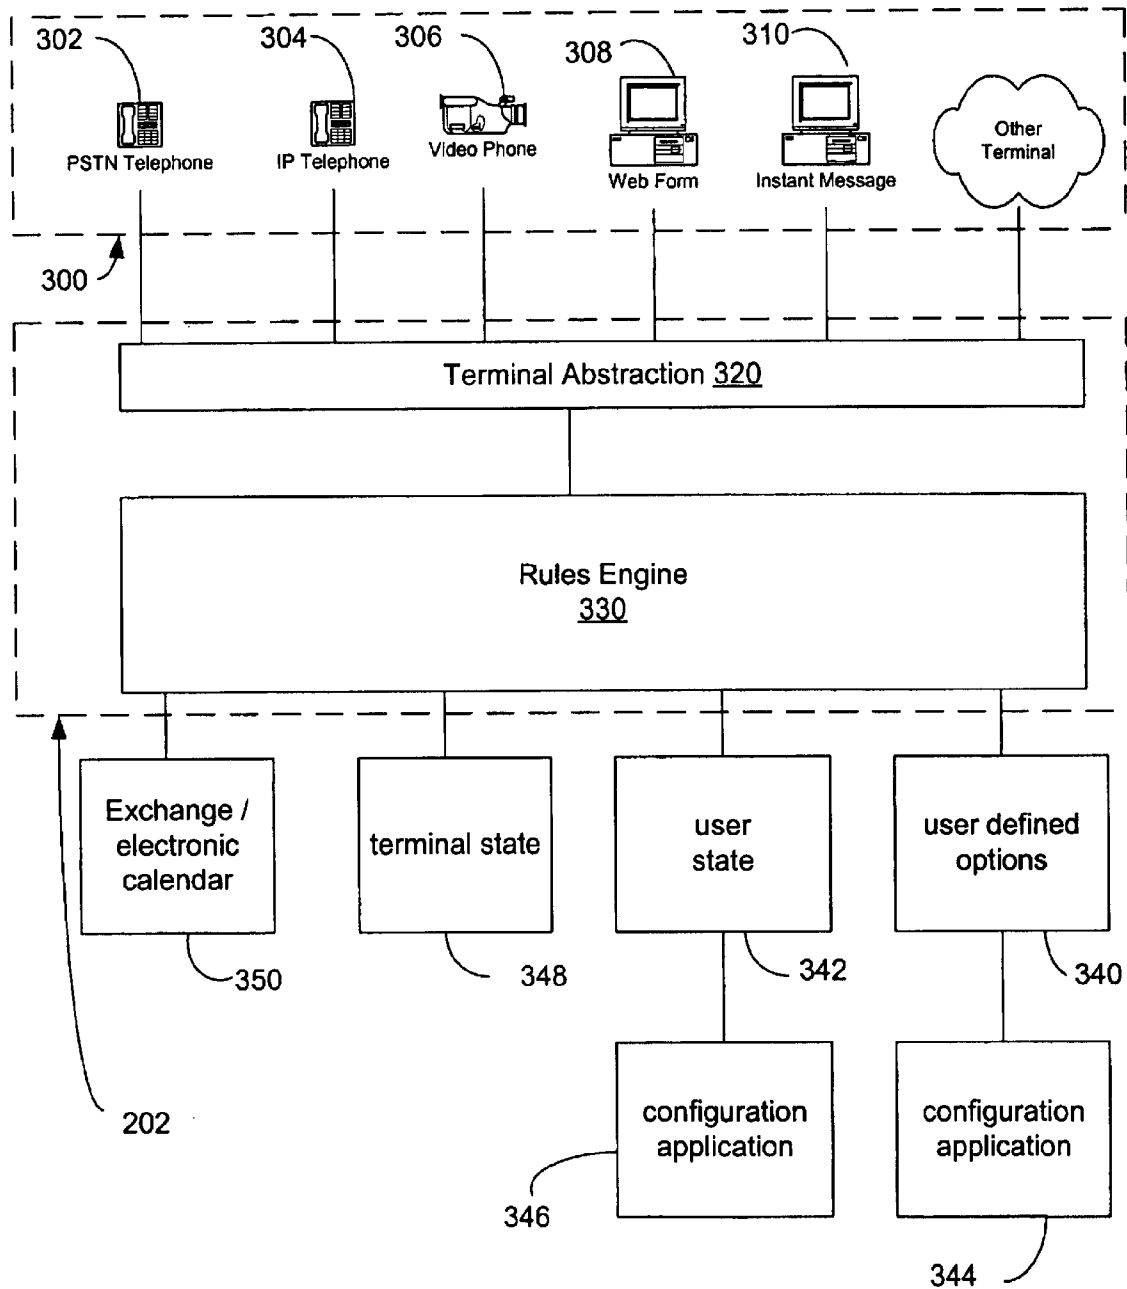 302
304
306
308
310
PSTN Telephone
IP Telephone
Video Phone
Web Form
Instant Message
Other
Terminal
300
Terminal Abstraction 320
Rules Engine
330
Exchange /
electronic
calendar
terminal state
user
state
user defined
options
350
348
342
340
202
configuration
application
configuration
application
346
344